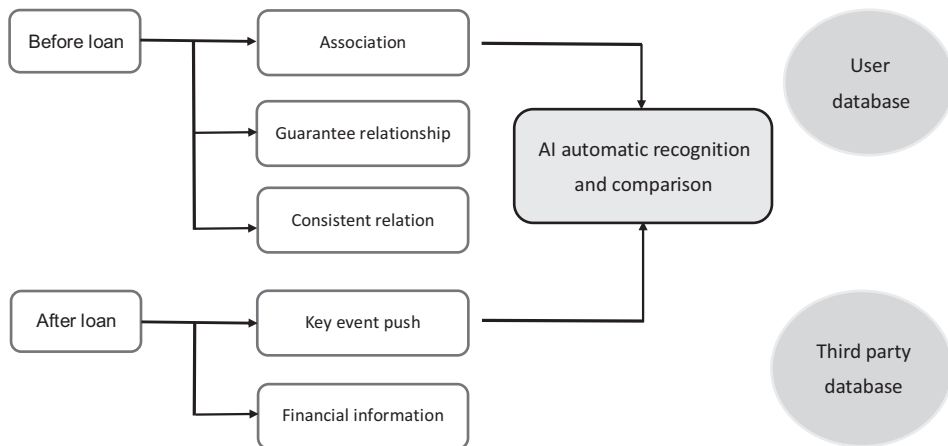 Before loan
Association
Guarantee relationship
Consistent relation
After loan
Key event push
Financial information
AI automatic recognition
and comparison
User
database
Third party
database